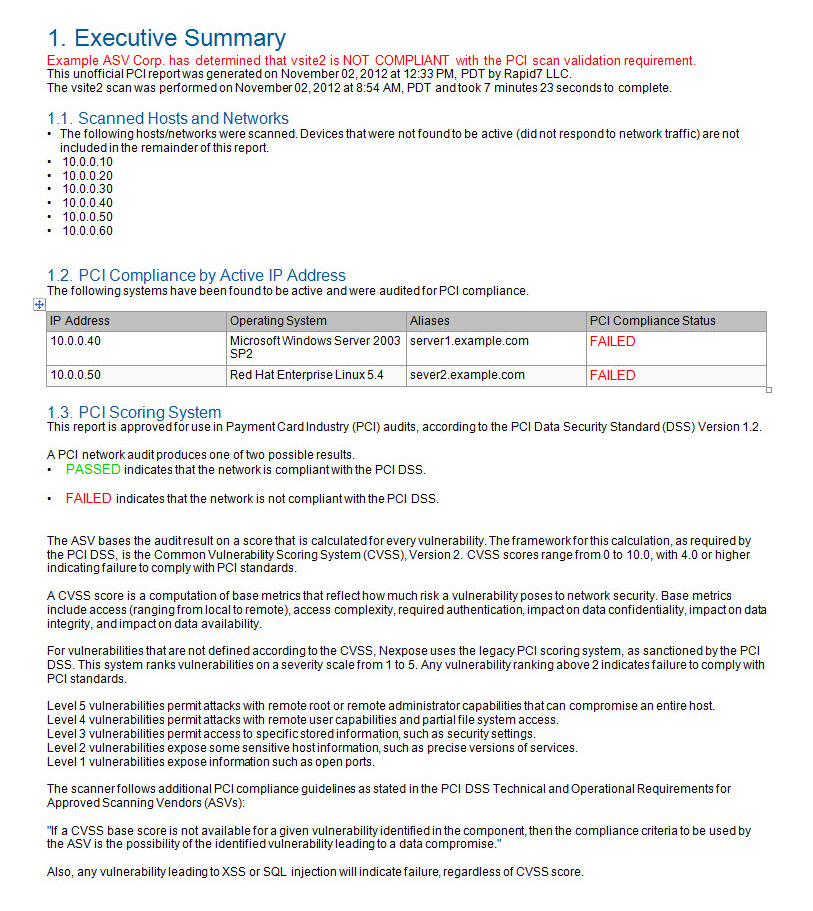 1. Executive Summary
Example ASV Corp. has determined that vsite2 is NOT COMPLIANT with the PCI scan validation requirement.
This unofficial PCI report was generated on November 02, 2012 at 12:33 PM, PDT by Rapid7 LLC.
The vsite2 scan was performed on November 02, 2012 at 8:54 AM, PDT and took 7 minutes 23 seconds to complete.
1.1. Scanned Hosts and Networks
• The following hosts/networks were scanned. Devices that were not found to be active (did not respond to network traffic) are not
included in the remainder of this report.
• 10.0.0.10
• 10.0.0.20
• 10.0.0.30
• 10.0.0.40
• 10.0.0.50
• 10.0.0.60
1.2. PCI Compliance by Active IP Address
The following systems have been found to be active and were audited for PCI compliance.
IP Address Operating System Aliases PCI Compliance Status
10.0.0.40 Microsoft Windows Server 2003 server1.example.com FAILED
SP2
10.0.0.50 Red Hat Enterprise Linux 5.4 sever2.example.com FAILED
1.3. PCI Scoring System
This report is approved for use in Payment Card Industry (PCI) audits, according to the PCI Data Security Standard (DSS) Version 1.2.
A PCI network audit produces one of two possible results.
• PASSED indicates that the network is compliant with the PCI DSS.
• FAILED indicates that the network is not compliant with the PCI DSS.
The ASV bases the audit result on a score that is calculated for every vulnerability. The framework for this calculation, as required by
the PCI DSS, is the Common Vulnerability Scoring System (CVSS), Version 2. CVSS scores range from 0 to 10.0, with 4.0 or higher
indicating failure to comply with PCI standards.
A CVSS score is a computation of base metrics that reflect how much risk a vulnerability poses to network security. Base metrics
include access (ranging from local to remote), access complexity, required authentication, impact on data confidentiality, impact on data
integrity, and impact on data availability.
For vulnerabilities that are not defined according to the CVSS, Nexpose uses the legacy PCI scoring system, as sanctioned by the PCI
DSS. This system ranks vulnerabilities on a severity scale from 1 to 5. Any vulnerability ranking above 2 indicates failure to comply with
PCI standards.
Level 5 vulnerabilities permit attacks with remote root or remote administrator capabilities that can compromise an entire host.
Level 4 vulnerabilities permit attacks with remote user capabilities and partial file system access.
Level 3 vulnerabilities permit access to specific stored information, such as security settings.
Level 2 vulnerabilities expose some sensitive host information, such as precise versions of services.
Level 1 vulnerabilities expose information such as open ports.
The scanner follows additional PCI compliance guidelines as stated in the PCI DSS Technical and Operational Requirements for
Approved Scanning Vendors (ASVs):
"If a CVSS base score is not available for a given vulnerability identified in the component, then the compliance criteria to be used by
the ASV is the possibility of the identified vulnerability leading to a data compromise."
Also, any vulnerability leading to XSS or SQL injection will indicate failure, regardless of CVSS score.